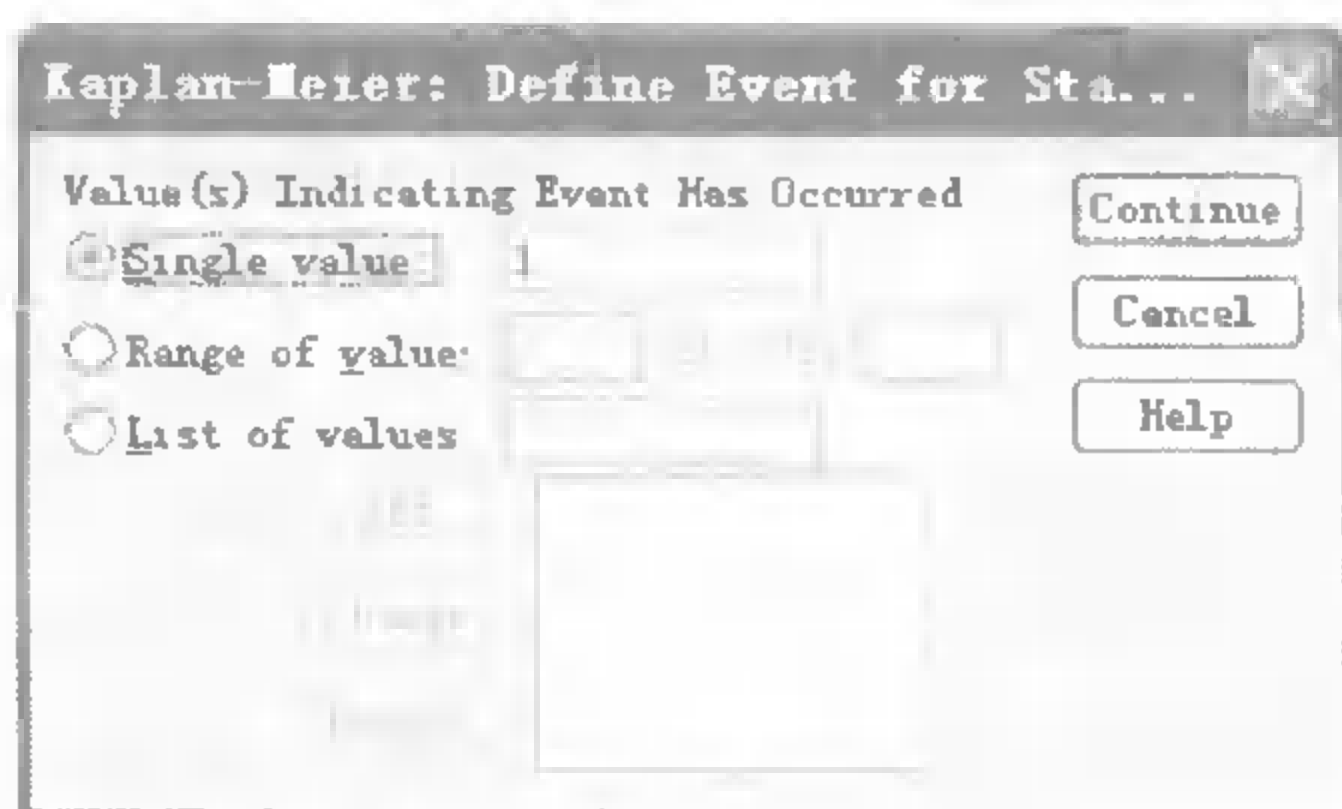 Kaplan-Meier: Define Event for Sta...
Value(s) Indicating Event Has Occurred
Single value 1
Range of value:
List of values
Continue
Cancel
Help